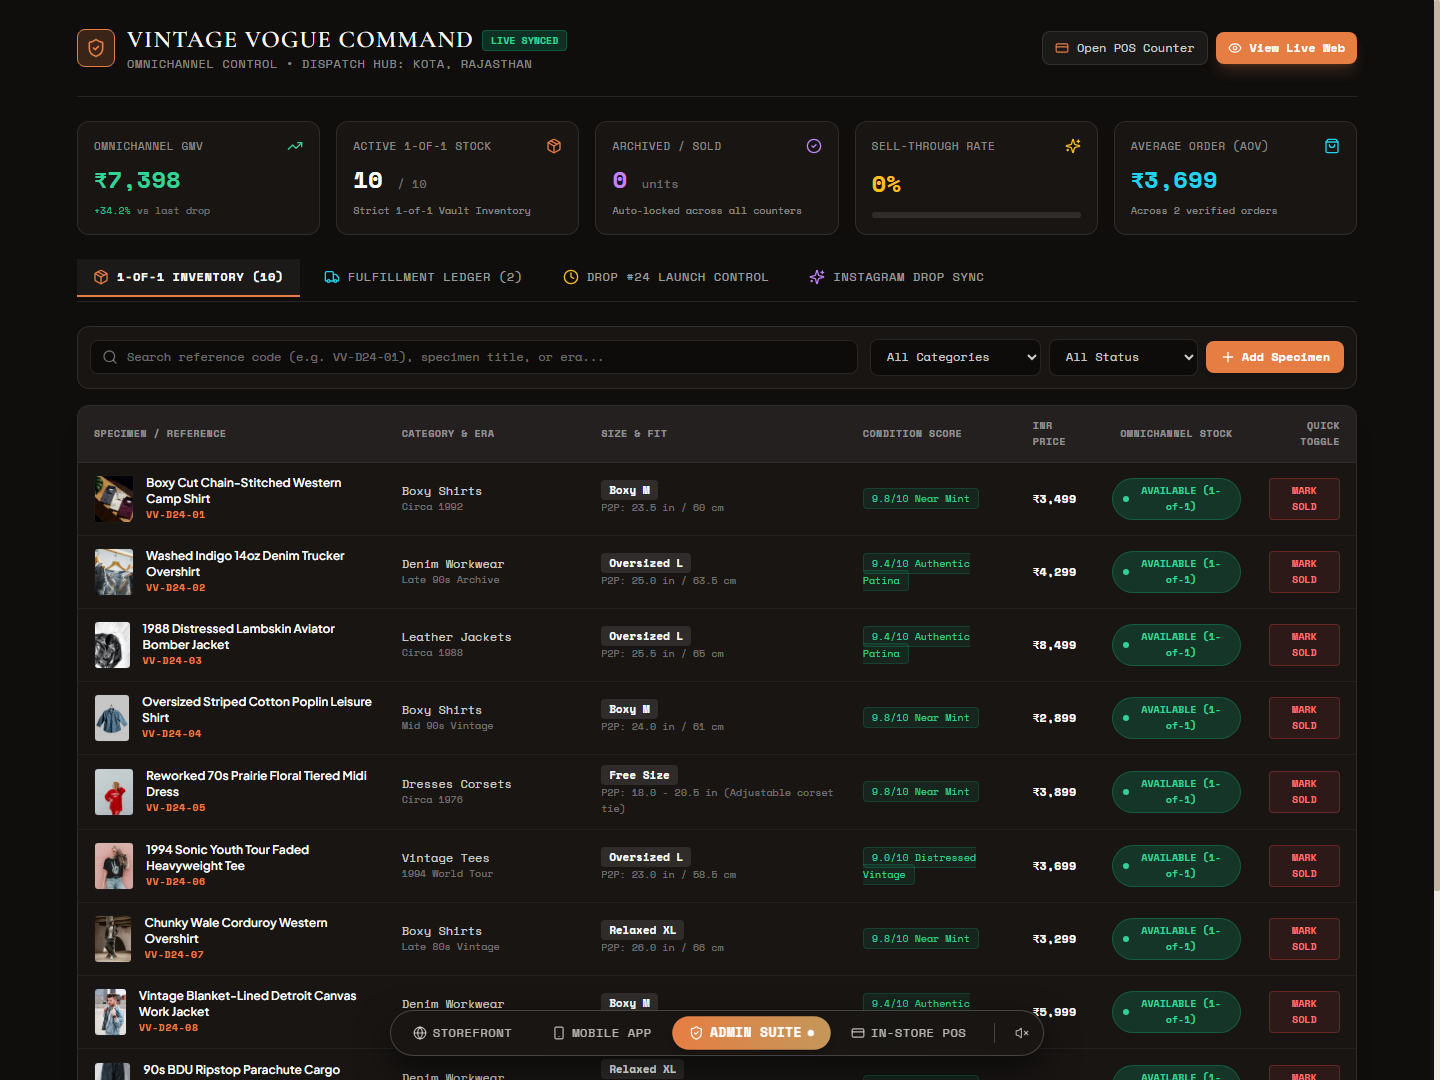 VINTAGE VOGUE COMMAND
LIVE SYNCED
OMNICHANNEL CONTROL • DISPATCH HUB: KOTA, RAJASTHAN
Open POS Counter
View Live Web
OMNICHANNEL GMV
₹7,398
+34.2% vs last drop
ACTIVE 1-OF-1 STOCK
10 / 10
Strict 1-of-1 Vault Inventory
ARCHIVED / SOLD
0 units
Auto-locked across all counters
SELL-THROUGH RATE
0%
AVERAGE ORDER (AOV)
₹3,699
Across 2 verified orders
1-OF-1 INVENTORY (10)
FULFILLMENT LEDGER (2)
DROP #24 LAUNCH CONTROL
INSTAGRAM DROP SYNC
Search reference code (e.g. VV-D24-01), specimen title, or era...
All Categories
All Status
Add Specimen
SPECIMEN / REFERENCE
CATEGORY & ERA
SIZE & FIT
CONDITION SCORE
INR
PRICE
OMNICHANNEL STOCK
QUICK
TOGGLE
Boxy Cut Chain-Stitched Western
Camp Shirt
VV-D24-01
Boxy Shirts
Circa 1992
Boxy M
P2P: 23.5 in / 60 cm
9.8/10 Near Mint
₹3,499
AVAILABLE (1-
of-1)
MARK
SOLD
Washed Indigo 14oz Denim Trucker
Overshirt
VV-D24-02
Denim Workwear
Late 90s Archive
Oversized L
P2P: 25.0 in / 63.5 cm
9.4/10 Authentic
Patina
₹4,299
AVAILABLE (1-
of-1)
MARK
SOLD
1988 Distressed Lambskin Aviator
Bomber Jacket
VV-D24-03
Leather Jackets
Circa 1988
Oversized L
P2P: 25.5 in / 65 cm
9.4/10 Authentic
Patina
₹8,499
AVAILABLE (1-
of-1)
MARK
SOLD
Oversized Striped Cotton Poplin Leisure
Shirt
VV-D24-04
Boxy Shirts
Mid 90s Vintage
Boxy M
P2P: 24.0 in / 61 cm
9.8/10 Near Mint
₹2,899
AVAILABLE (1-
of-1)
MARK
SOLD
Reworked 70s Prairie Floral Tiered Midi
Dress
VV-D24-05
Dresses Corsets
Circa 1976
Free Size
P2P: 18.0 - 20.5 in (Adjustable corset
tie)
9.8/10 Near Mint
₹3,899
AVAILABLE (1-
of-1)
MARK
SOLD
1994 Sonic Youth Tour Faded
Heavyweight Tee
VV-D24-06
Vintage Tees
1994 World Tour
Oversized L
P2P: 23.0 in / 58.5 cm
9.0/10 Distressed
Vintage
₹3,699
AVAILABLE (1-
of-1)
MARK
SOLD
Chunky Wale Corduroy Western
Overshirt
VV-D24-07
Boxy Shirts
Late 80s Vintage
Relaxed XL
P2P: 26.0 in / 66 cm
9.8/10 Near Mint
₹3,299
AVAILABLE (1-
of-1)
MARK
SOLD
Vintage Blanket-Lined Detroit Canvas
Work Jacket
VV-D24-08
Denim Workwear
Boxy M
9.4/10 Authentic
₹5,999
AVAILABLE (1-
of-1)
MARK
SOLD
90s BDU Ripstop Parachute Cargo
Denim Workwear
Relaxed XL
AVAILABLE (1-
MARK
STOREFRONT
MOBILE APP
ADMIN SUITE
IN-STORE POS